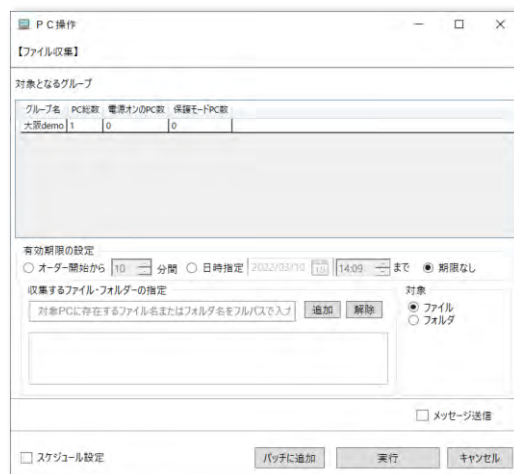 ＰＣ操作
【ファイル収集】
対象となるグループ
グループ名 PC総数 電源オンのPC数 保護モードPC数
大阪demo 1 0 0
有効期限の設定
オーダー開始から 10 分間 日時指定 2022/03/10 15 14:09 まで 期限なし
収集するファイル・フォルダーの指定
対象
対象PCに存在するファイル名またはフォルダ名をフルパスで入力 追加 解除
ファイル
フォルダ
メッセージ送信
スケジュール設定 バッチに追加 実行 キャンセル